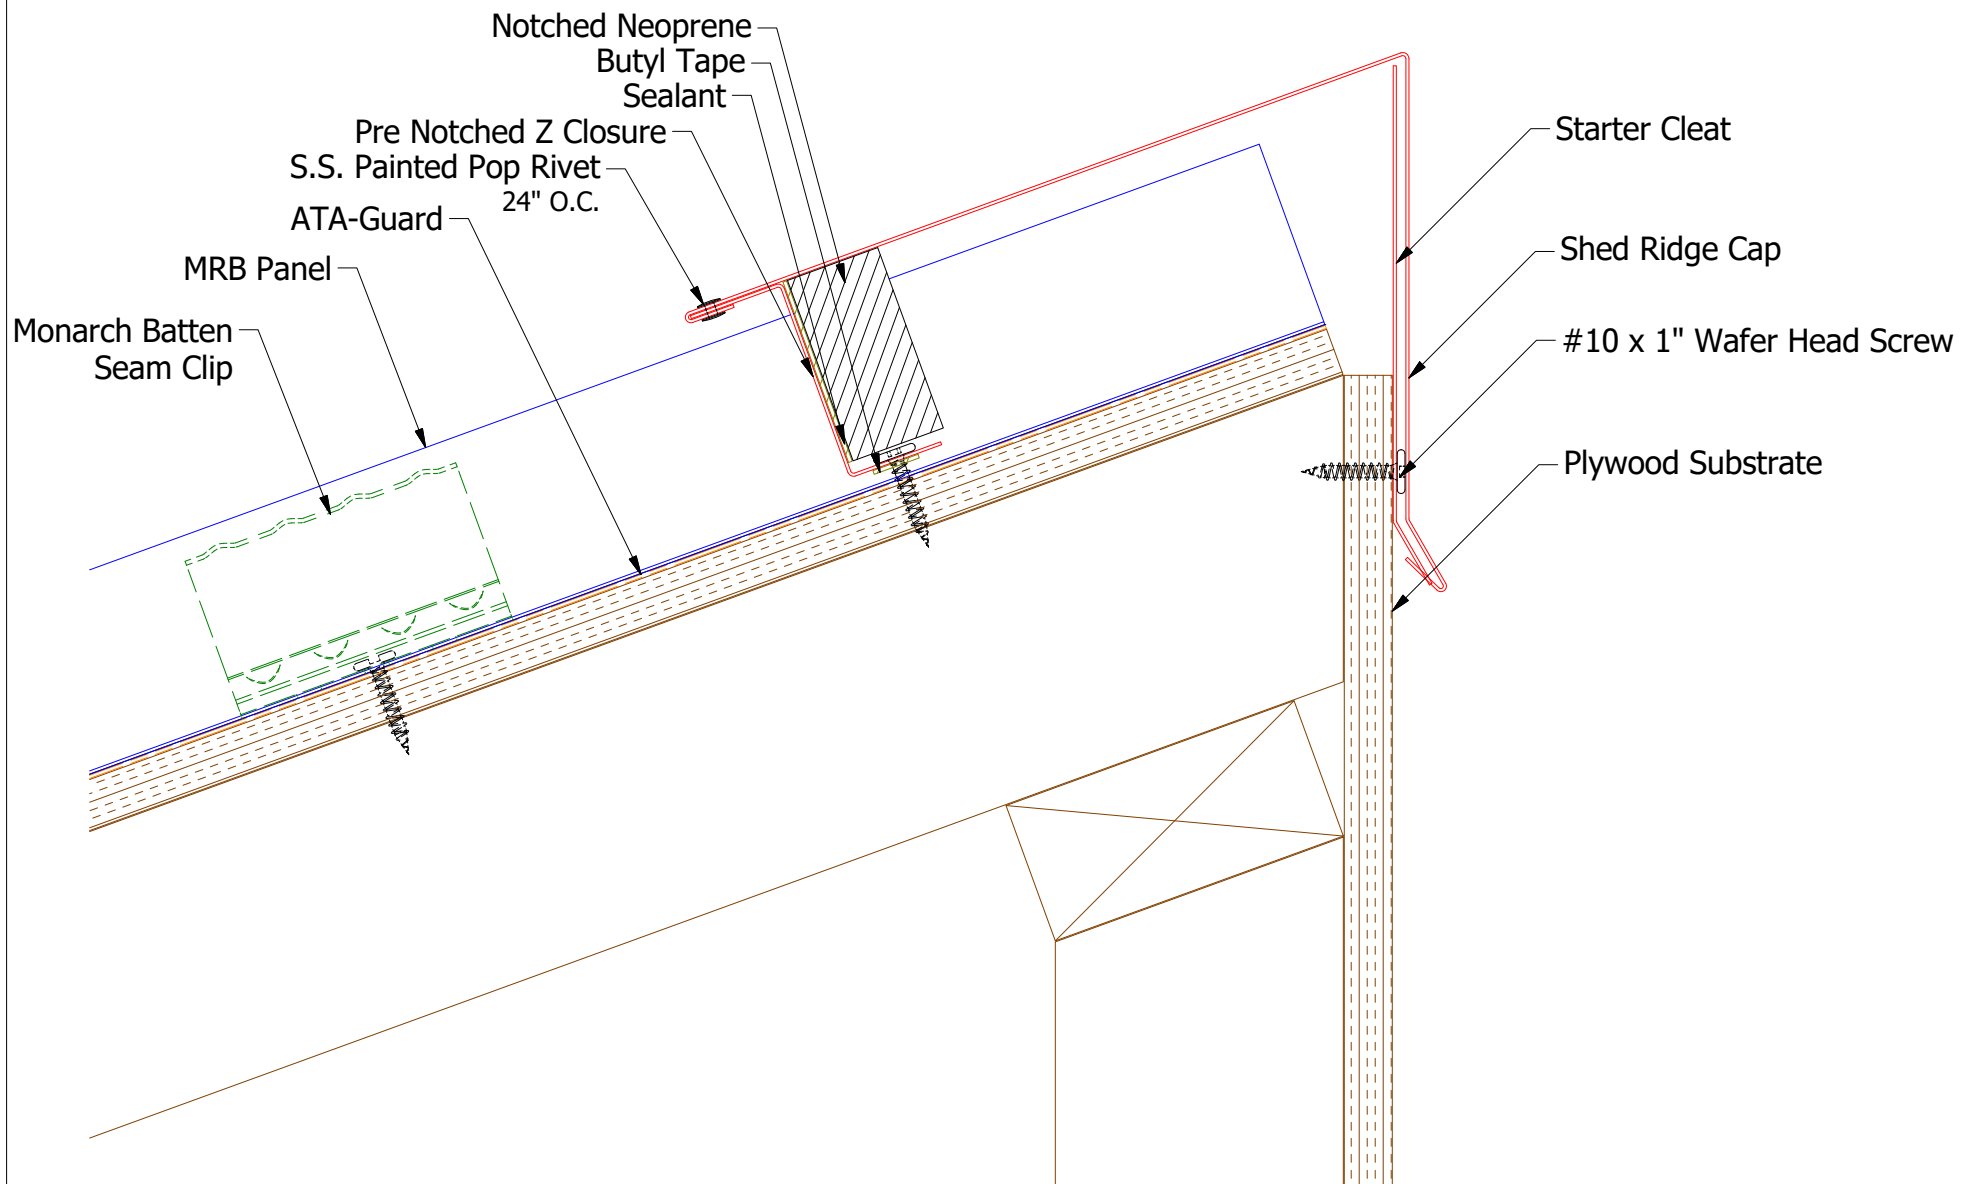 Notched Neoprene
Butyl Tape
Sealant
Pre Notched Z Closure
S.S. Painted Pop Rivet
24" O.C.
ATA-Guard
MRB Panel
Monarch Batten
Seam Clip
Starter Cleat
Shed Ridge Cap
#10 x 1" Wafer Head Screw
Plywood Substrate